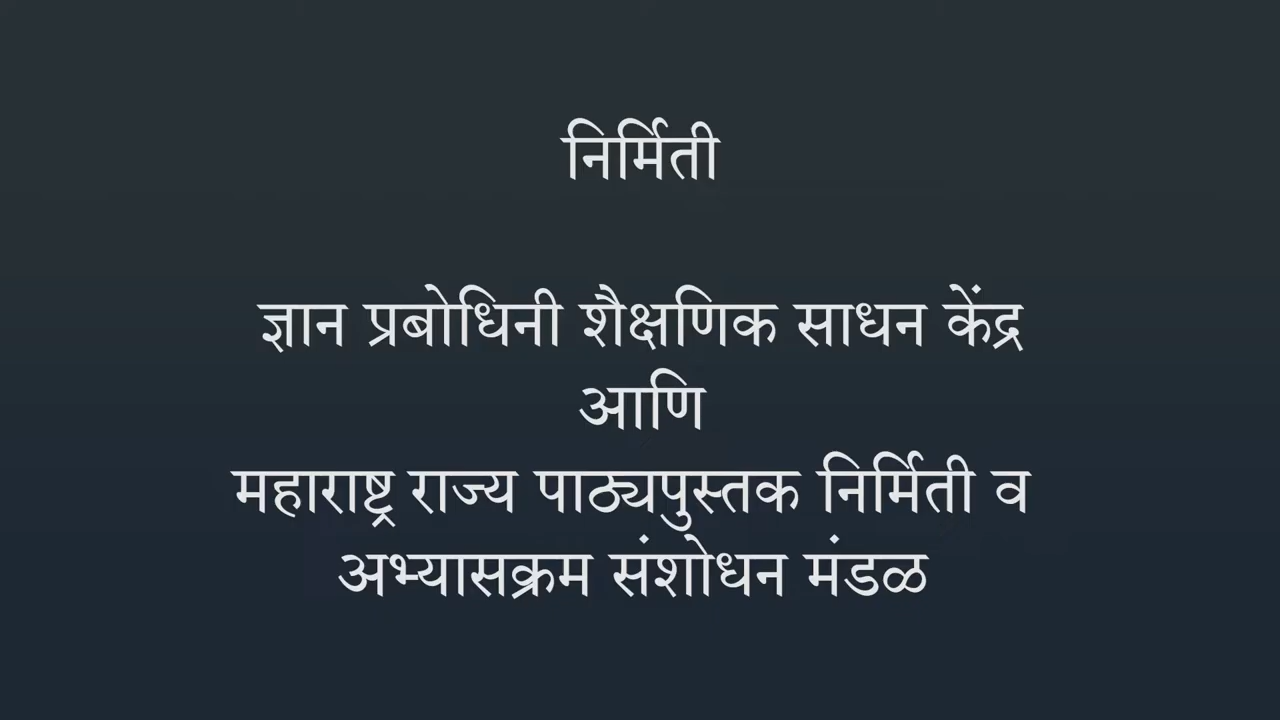 निर्मिती
ज्ञान प्रबोधिनी शैक्षणिक साधन केंद्र
आणि
महाराष्ट्र राज्य पाठ्यपुस्तक निर्मिती व
अभ्यासक्रम संशोधन मंडळ